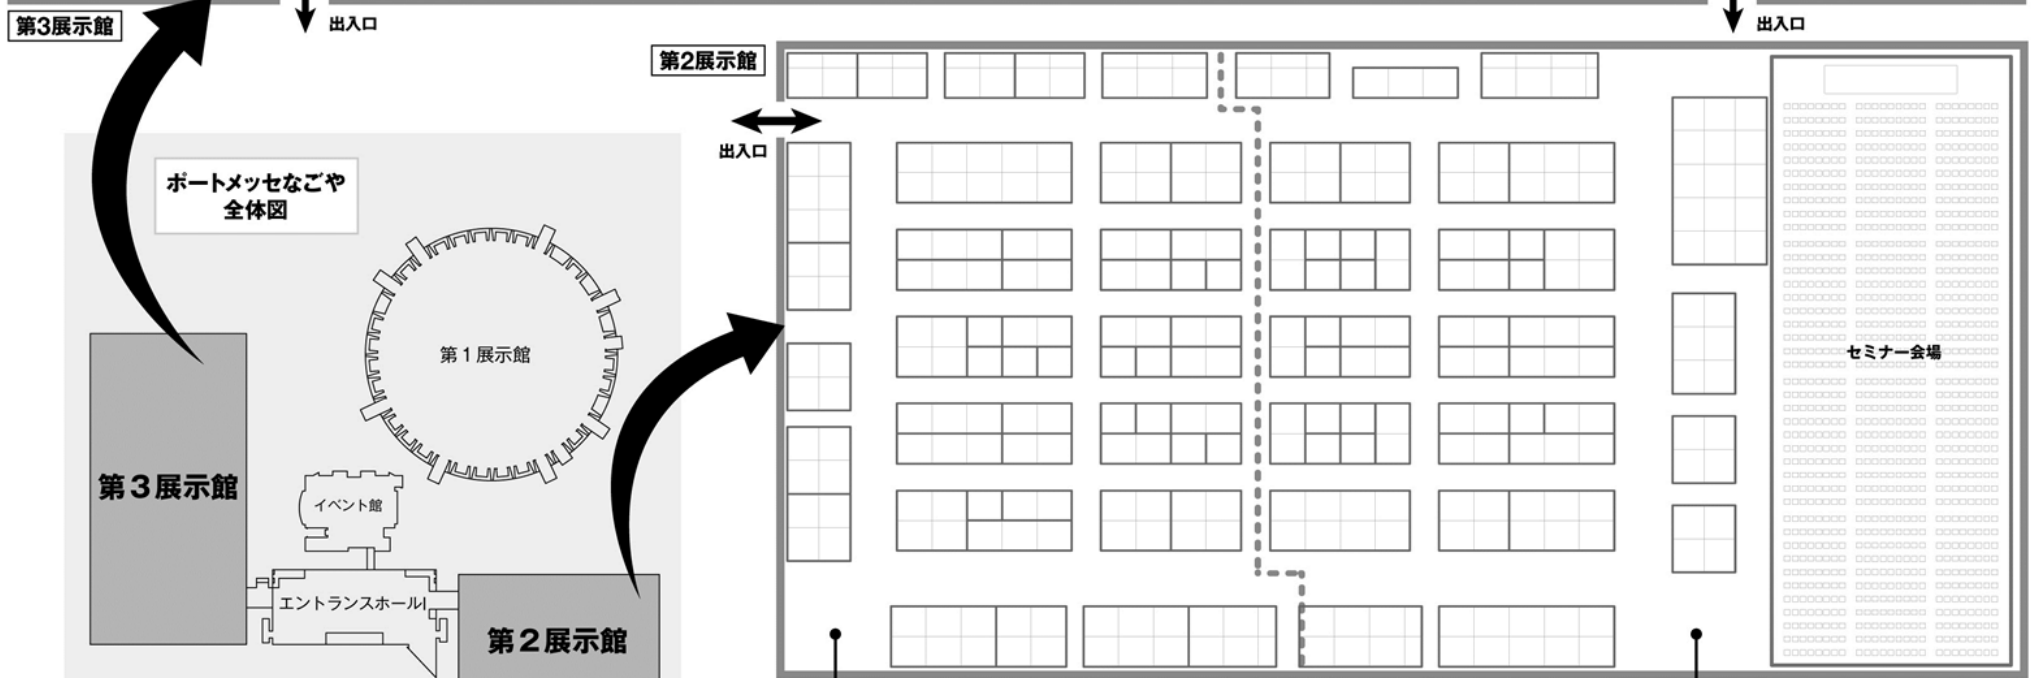 第3展示館
出入口
出入口
第2展示館
出入口
ポートメッセなごや
全体図
第1展示館
セミナー会場
第3展示館
イベント館
エントランスホール
第2展示館